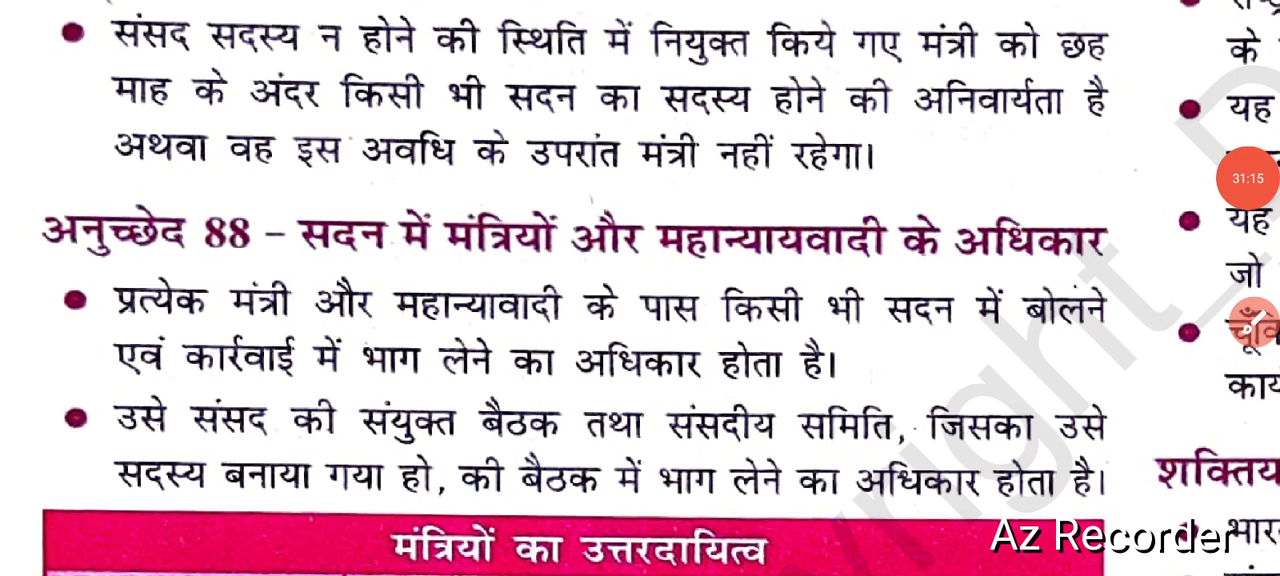 संसद सदस्य न होने की स्थिति में नियुक्त किये गए मंत्री को छह
माह के अंदर किसी भी सदन का सदस्य होने की अनिवार्यता है
अथवा वह इस अवधि के उपरांत मंत्री नहीं रहेगा।
अनुच्छेद 88 – सदन में मंत्रियों और महान्यायवादी के अधिकार
प्रत्येक मंत्री और महान्यावादी के पास किसी भी सदन में बोलने
एवं कार्रवाई में भाग लेने का अधिकार होता है।
उसे संसद की संयुक्त बैठक तथा संसदीय समिति, जिसका उसे
सदस्य बनाया गया हो, की बैठक में भाग लेने का अधिकार होता है।
मंत्रियों का उत्तरदायित्व
के
यह
31:15
यह
जो
Az Recorder